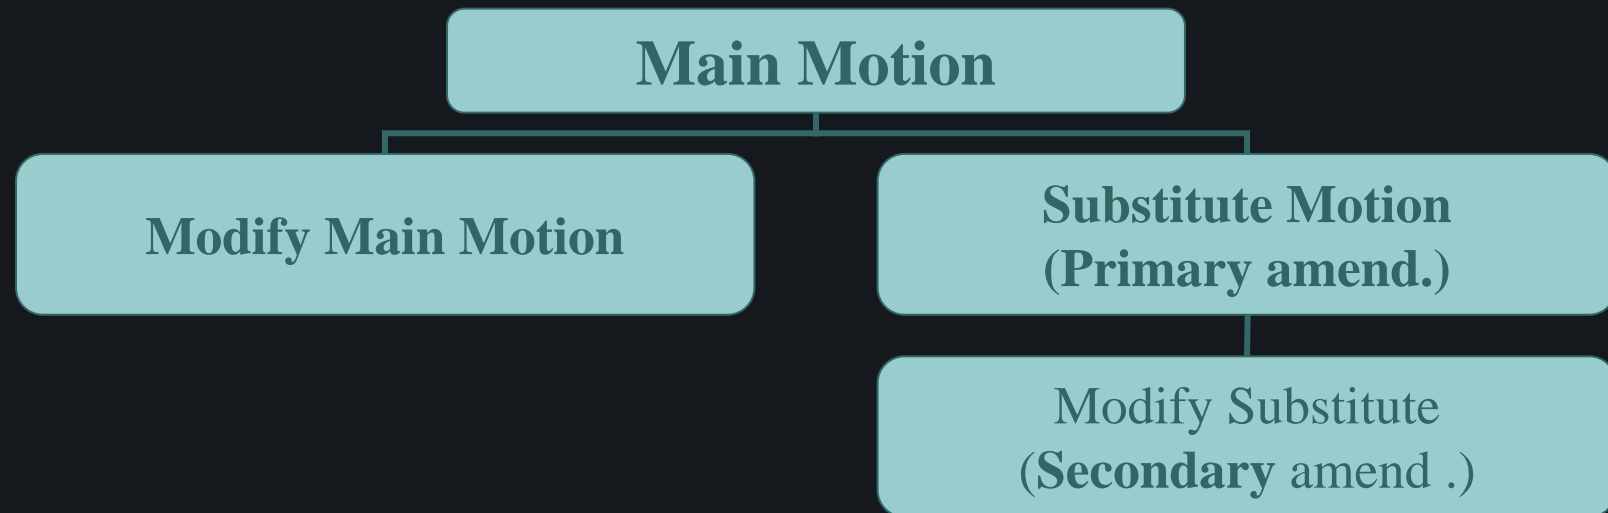 Main Motion
Modify Main Motion
Substitute Motion
(Primary amend.)
Modify Substitute
(Secondary amend .)